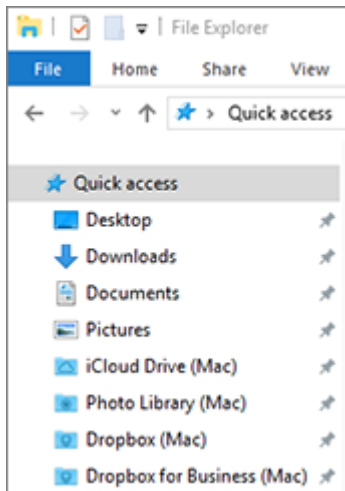 File Explorer
File Home Share View
Quick access
Quick access
Desktop
Downloads
Documents
Pictures
iCloud Drive (Mac)
Photo Library (Mac)
Dropbox (Mac)
Dropbox for Business (Mac)